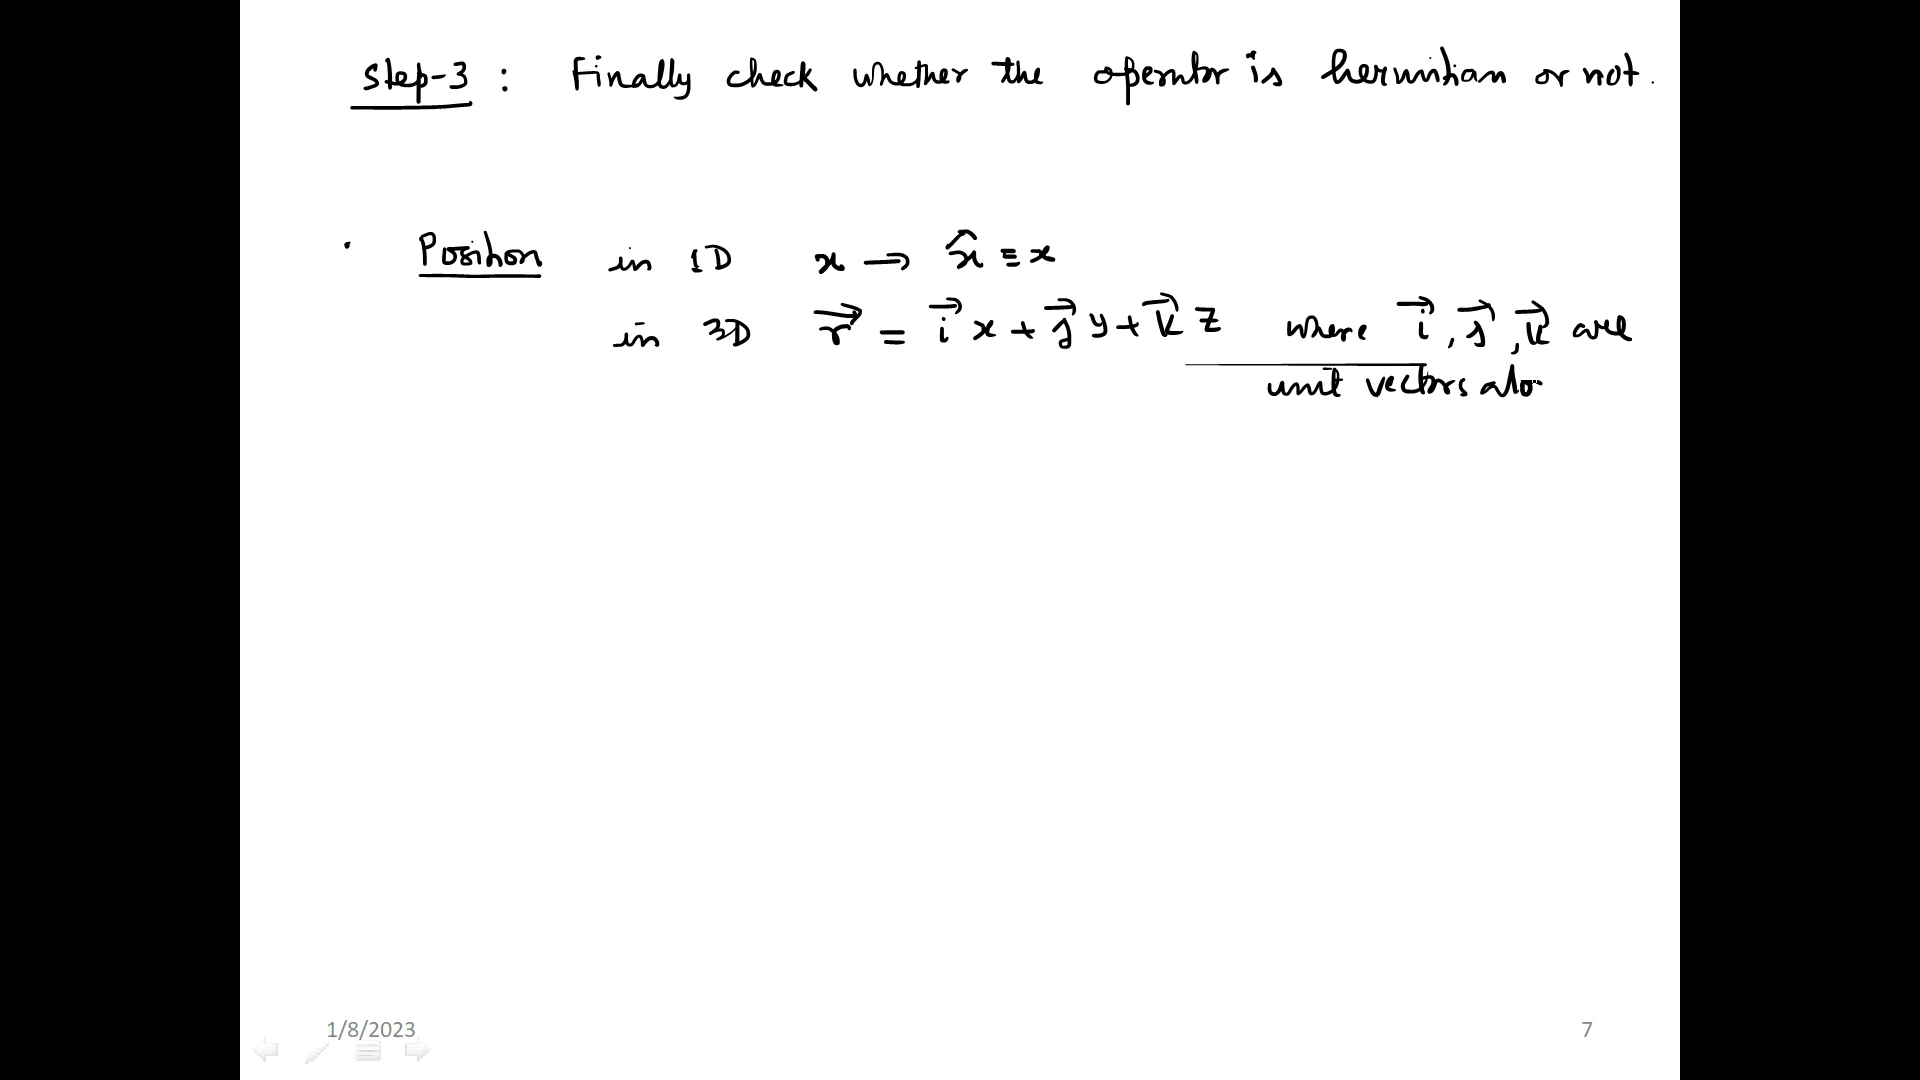 Step-3 : Finally check whether the operator is hermitian or not.
· Position in 1D x → x̂ ≡ x
in 3D r⃗ = i⃗ x + j⃗ y + k⃗ z where i⃗, j⃗, k⃗ are
unit vectors alo
1/8/2023 7